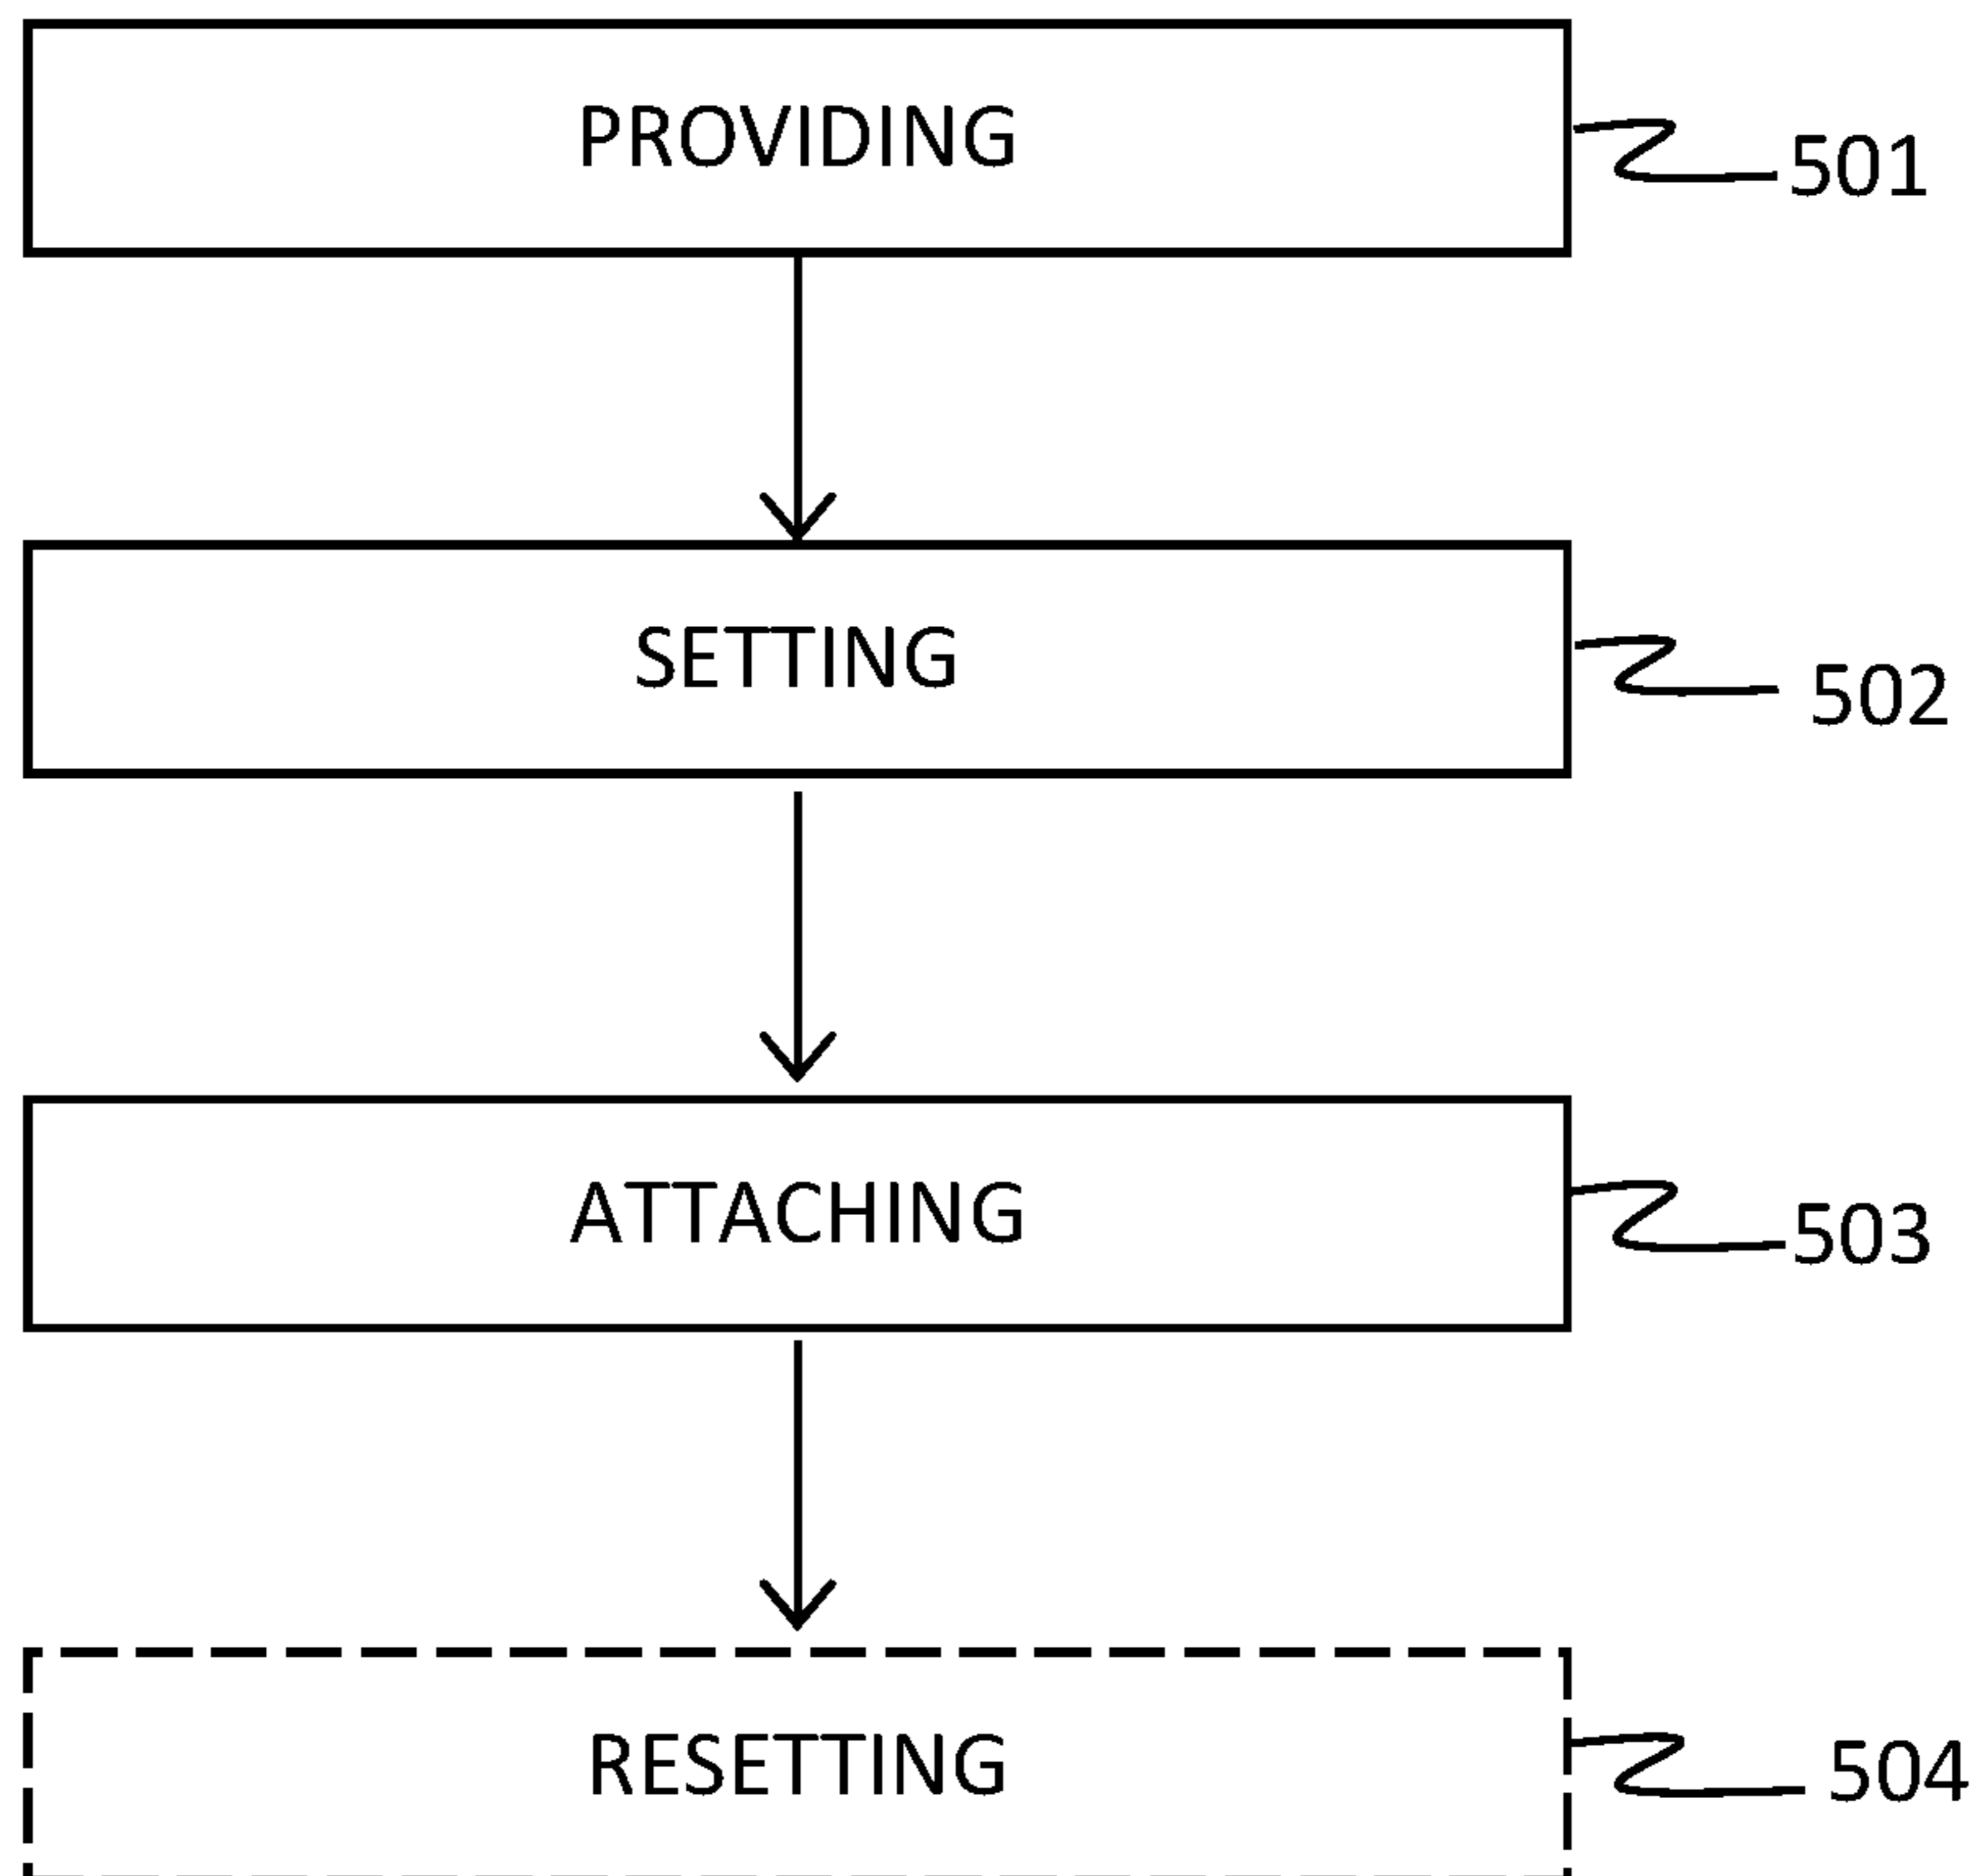 PROVIDING
501
SETTING
502
ATTACHING
503
RESETTING
504